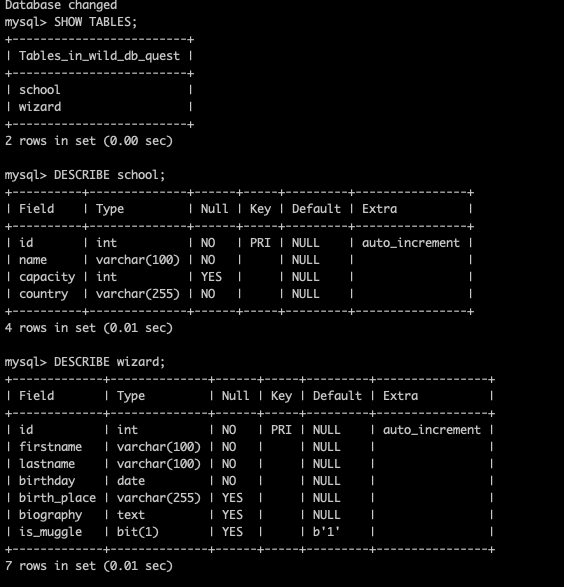 Database changed
mysql> SHOW TABLES;
+-------------------------+
| Tables_in_wild_db_quest |
+-------------------------+
| school                  |
| wizard                  |
+-------------------------+
2 rows in set (0.00 sec)

mysql> DESCRIBE school;
+----------+--------------+------+-----+---------+----------------+
| Field    | Type         | Null | Key | Default | Extra          |
+----------+--------------+------+-----+---------+----------------+
| id       | int          | NO   | PRI | NULL    | auto_increment |
| name     | varchar(100) | NO   |     | NULL    |                |
| capacity | int          | YES  |     | NULL    |                |
| country  | varchar(255) | NO   |     | NULL    |                |
+----------+--------------+------+-----+---------+----------------+
4 rows in set (0.01 sec)

mysql> DESCRIBE wizard;
+-------------+--------------+------+-----+---------+----------------+
| Field       | Type         | Null | Key | Default | Extra          |
+-------------+--------------+------+-----+---------+----------------+
| id          | int          | NO   | PRI | NULL    | auto_increment |
| firstname   | varchar(100) | NO   |     | NULL    |                |
| lastname    | varchar(100) | NO   |     | NULL    |                |
| birthday    | date         | NO   |     | NULL    |                |
| birth_place | varchar(255) | YES  |     | NULL    |                |
| biography   | text         | YES  |     | NULL    |                |
| is_muggle   | bit(1)       | YES  |     | b'1'    |                |
+-------------+--------------+------+-----+---------+----------------+
7 rows in set (0.01 sec)